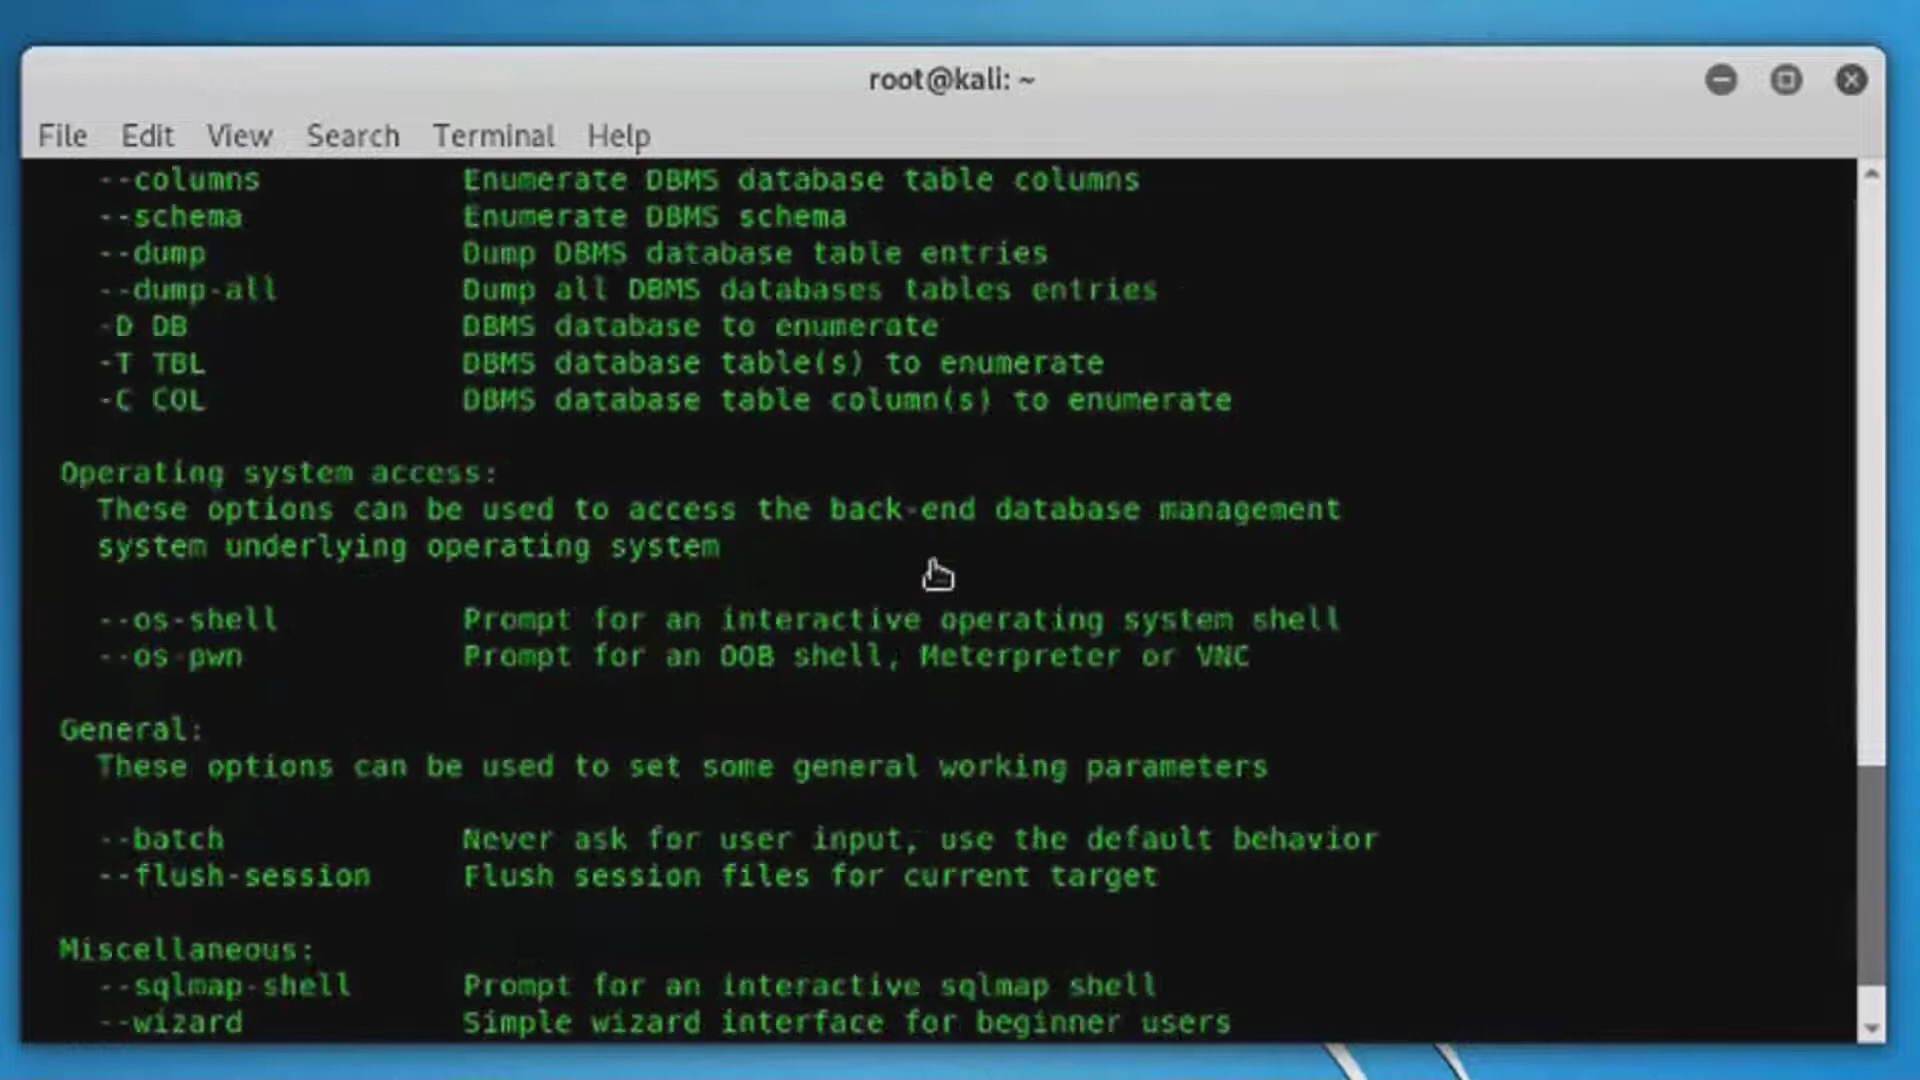 root@kali: ~
File Edit View Search Terminal Help
--columns Enumerate DBMS database table columns
--schema Enumerate DBMS schema
--dump Dump DBMS database table entries
--dump-all Dump all DBMS databases tables entries
-D DB DBMS database to enumerate
-T TBL DBMS database table(s) to enumerate
-C COL DBMS database table column(s) to enumerate
Operating system access:
These options can be used to access the back-end database management
system underlying operating system
--os-shell Prompt for an interactive operating system shell
--os-pwn Prompt for an OOB shell, Meterpreter or VNC
General:
These options can be used to set some general working parameters
--batch Never ask for user input, use the default behavior
--flush-session Flush session files for current target
Miscellaneous:
--sqlmap-shell Prompt for an interactive sqlmap shell
--wizard Simple wizard interface for beginner users